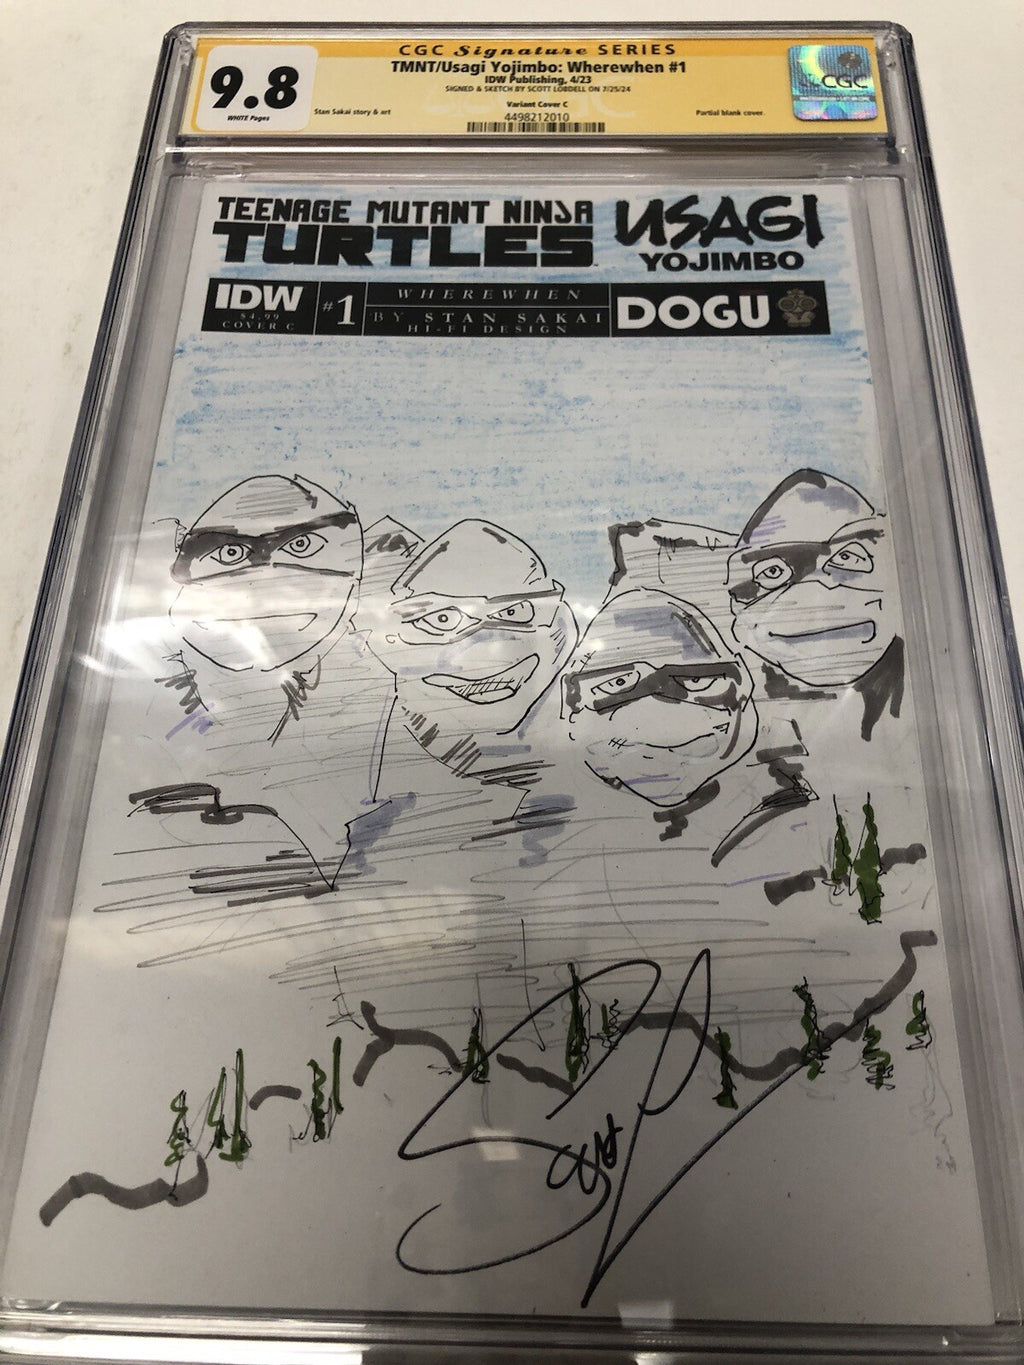 CGC Signature SERIES
9.8
WHITE Pages
TMNT/Usagi Yojimbo: Wherewhen #1
IDW Publishing, 4/23
SIGNED & SKETCH BY SCOTT LOBDELL ON 7/25/24
Stan Sakai story & art
Variant Cover C
Partial blank cover.
4498212010
CGC
TEENAGE MUTANT NINJA
TURTLES
USAGI
YOJIMBO
IDW
$4.99
COVER C
#1
WHEREWHEN
BY STAN SAKAI
HI-FI DESIGN
DOGU